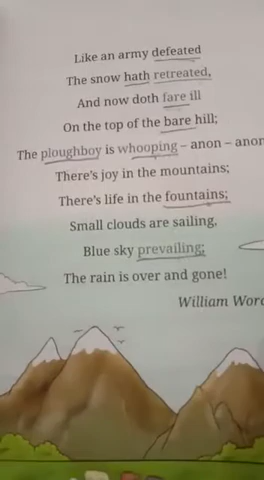 Like an army defeated
The snow hath retreated,
And now doth fare ill
On the top of the bare hill;
The ploughboy is whooping – anon – anon
There's joy in the mountains;
There's life in the fountains;
Small clouds are sailing,
Blue sky prevailing;
The rain is over and gone!
William